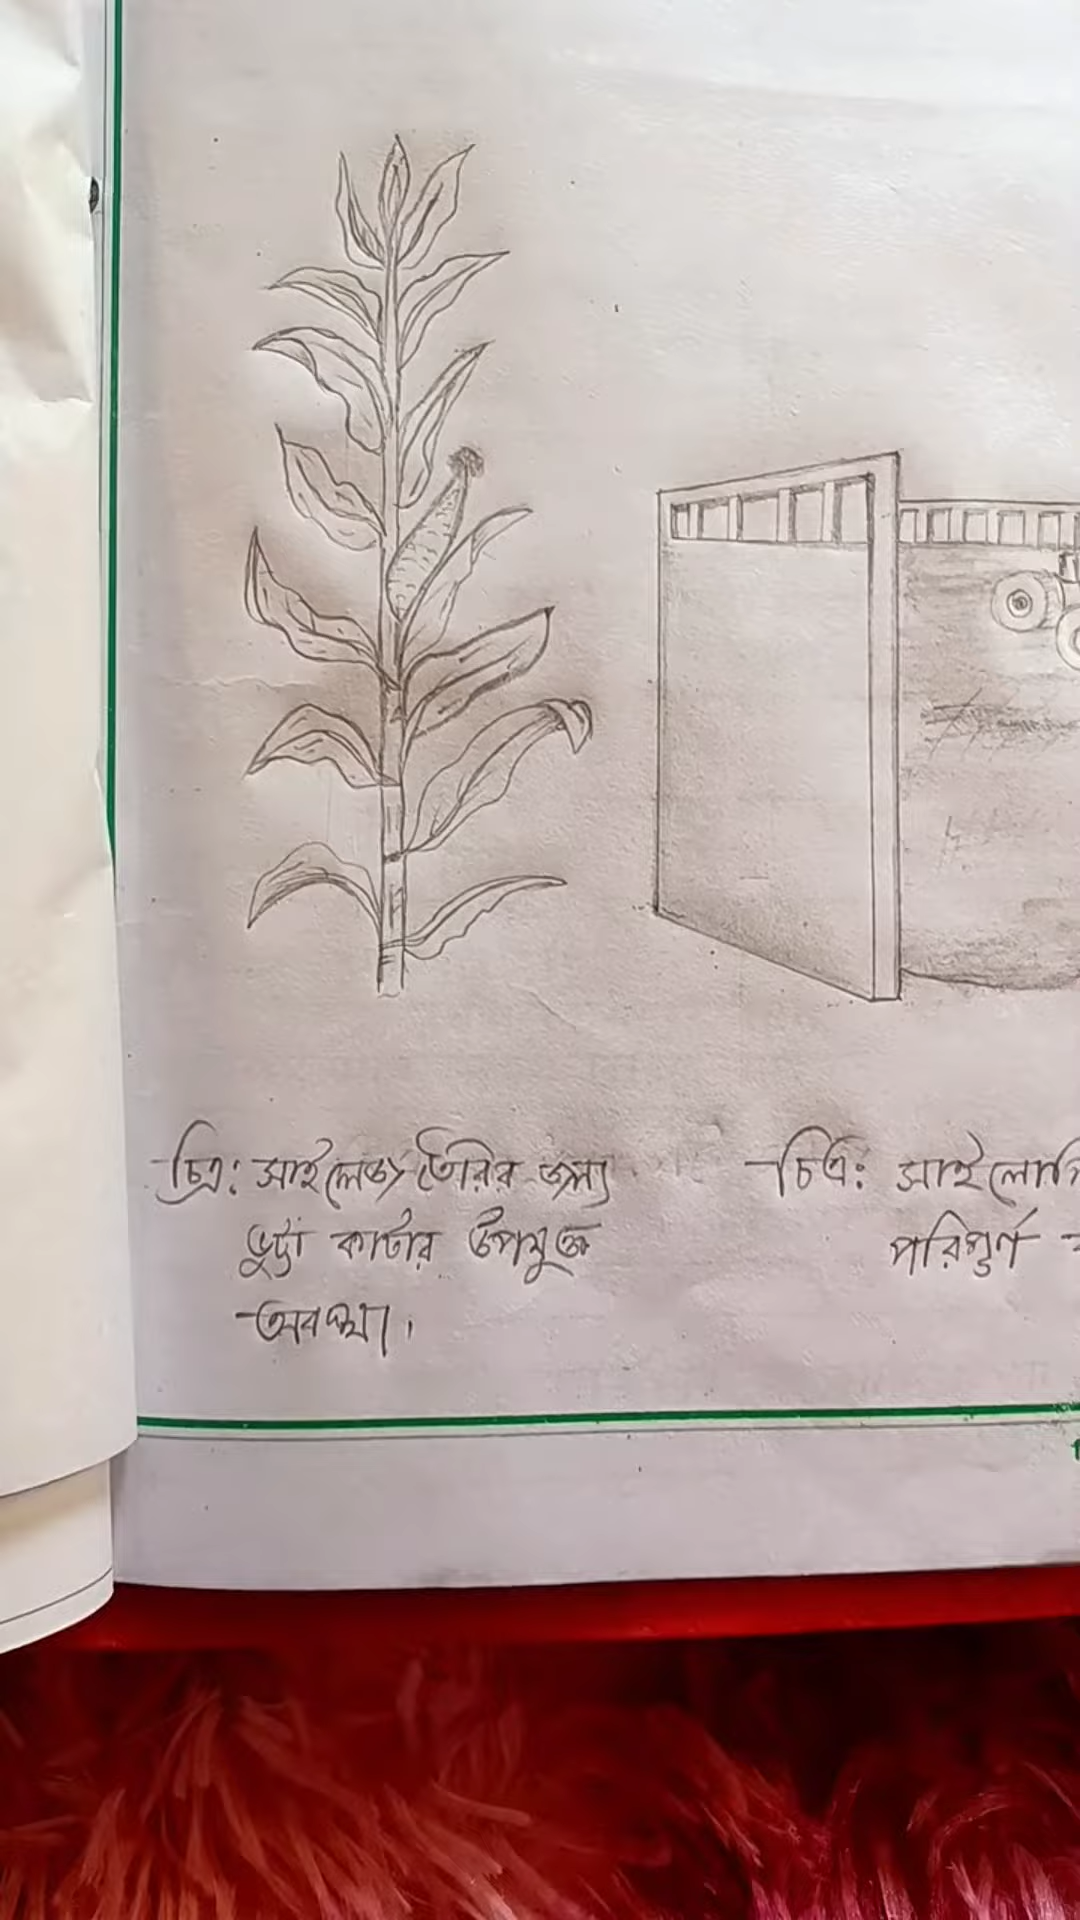 চিত্র: সাইলেজ তৈরির জন্য
ভুট্টা কাটার উপযুক্ত
অবস্থা।
চিত্র: সাইলোপি
পরিপূর্ণ